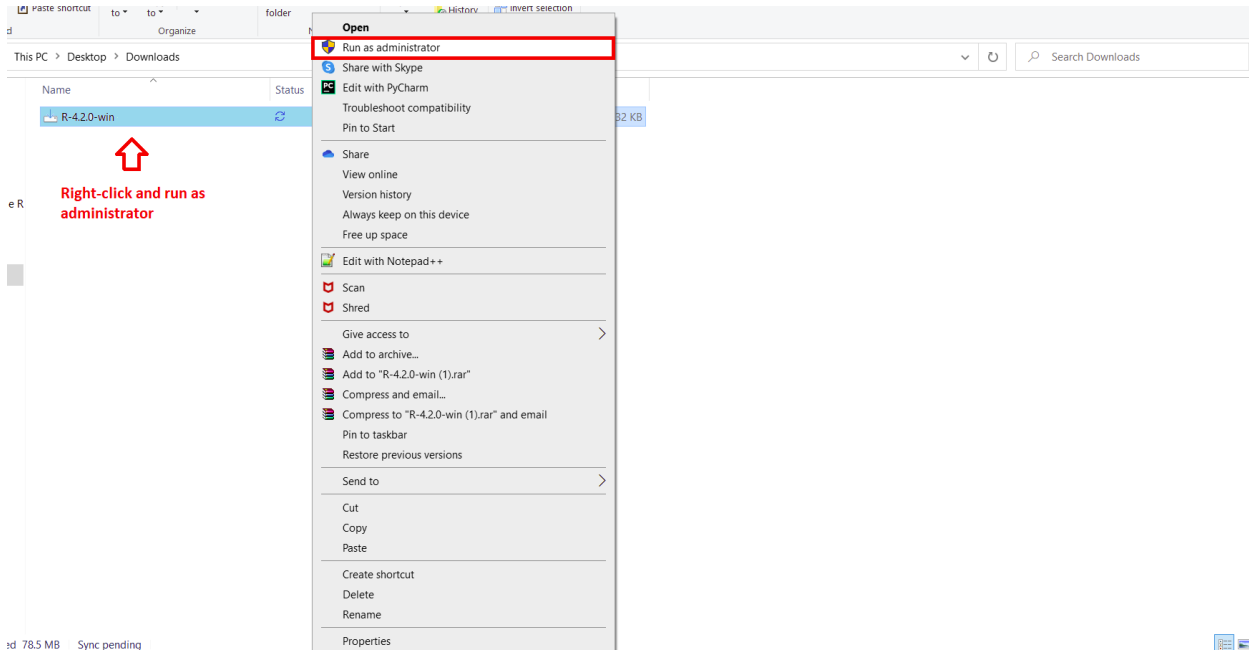 Paste shortcut
to to folder History Invert selection
Organize
This PC > Desktop > Downloads
Search Downloads
Name Status
R-4.2.0-win
32 KB
Right-click and run as
administrator
e R
Open
Run as administrator
Share with Skype
Edit with PyCharm
Troubleshoot compatibility
Pin to Start
Share
View online
Version history
Always keep on this device
Free up space
Edit with Notepad++
Scan
Shred
Give access to
Add to archive...
Add to "R-4.2.0-win (1).rar"
Compress and email...
Compress to "R-4.2.0-win (1).rar" and email
Pin to taskbar
Restore previous versions
Send to
Cut
Copy
Paste
Create shortcut
Delete
Rename
Properties
78.5 MB Sync pending